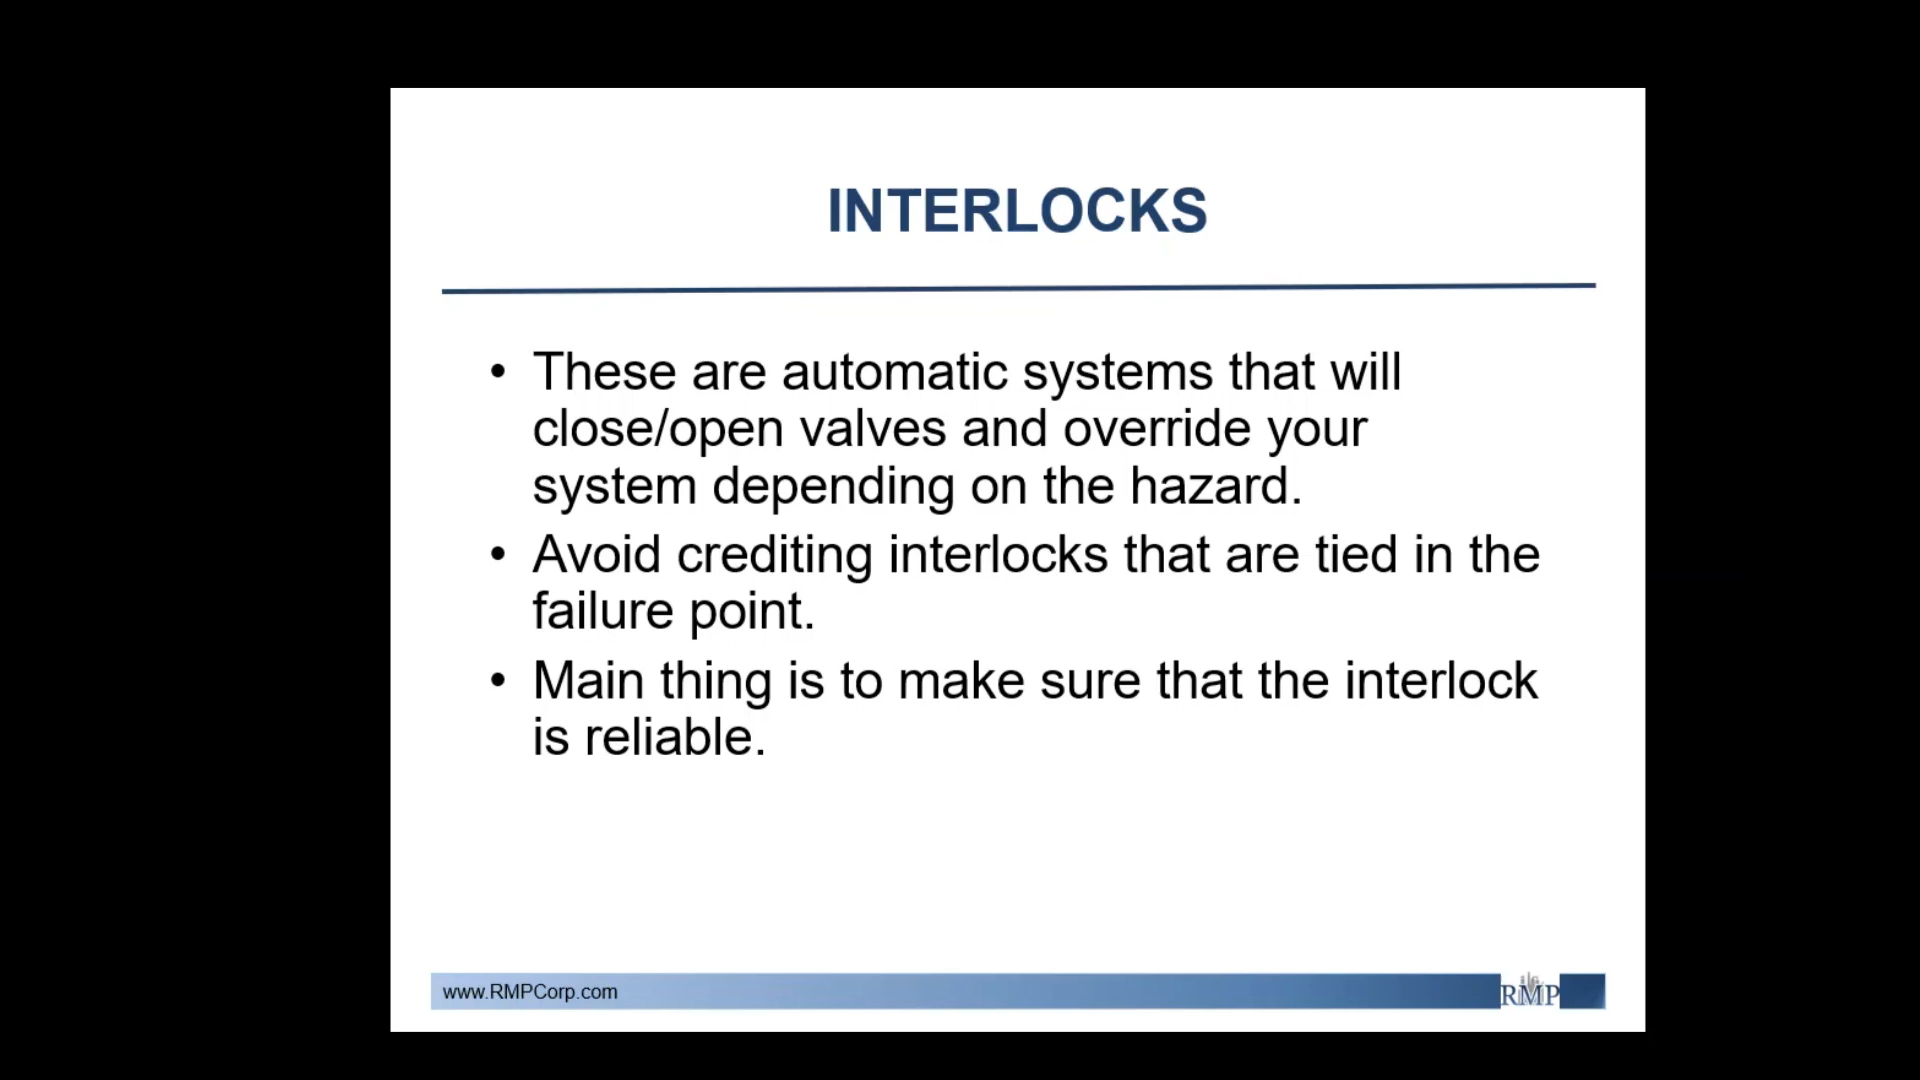 INTERLOCKS
• These are automatic systems that will
close/open valves and override your
system depending on the hazard.
• Avoid crediting interlocks that are tied in the
failure point.
• Main thing is to make sure that the interlock
is reliable.
www.RMPCorp.com
RMP